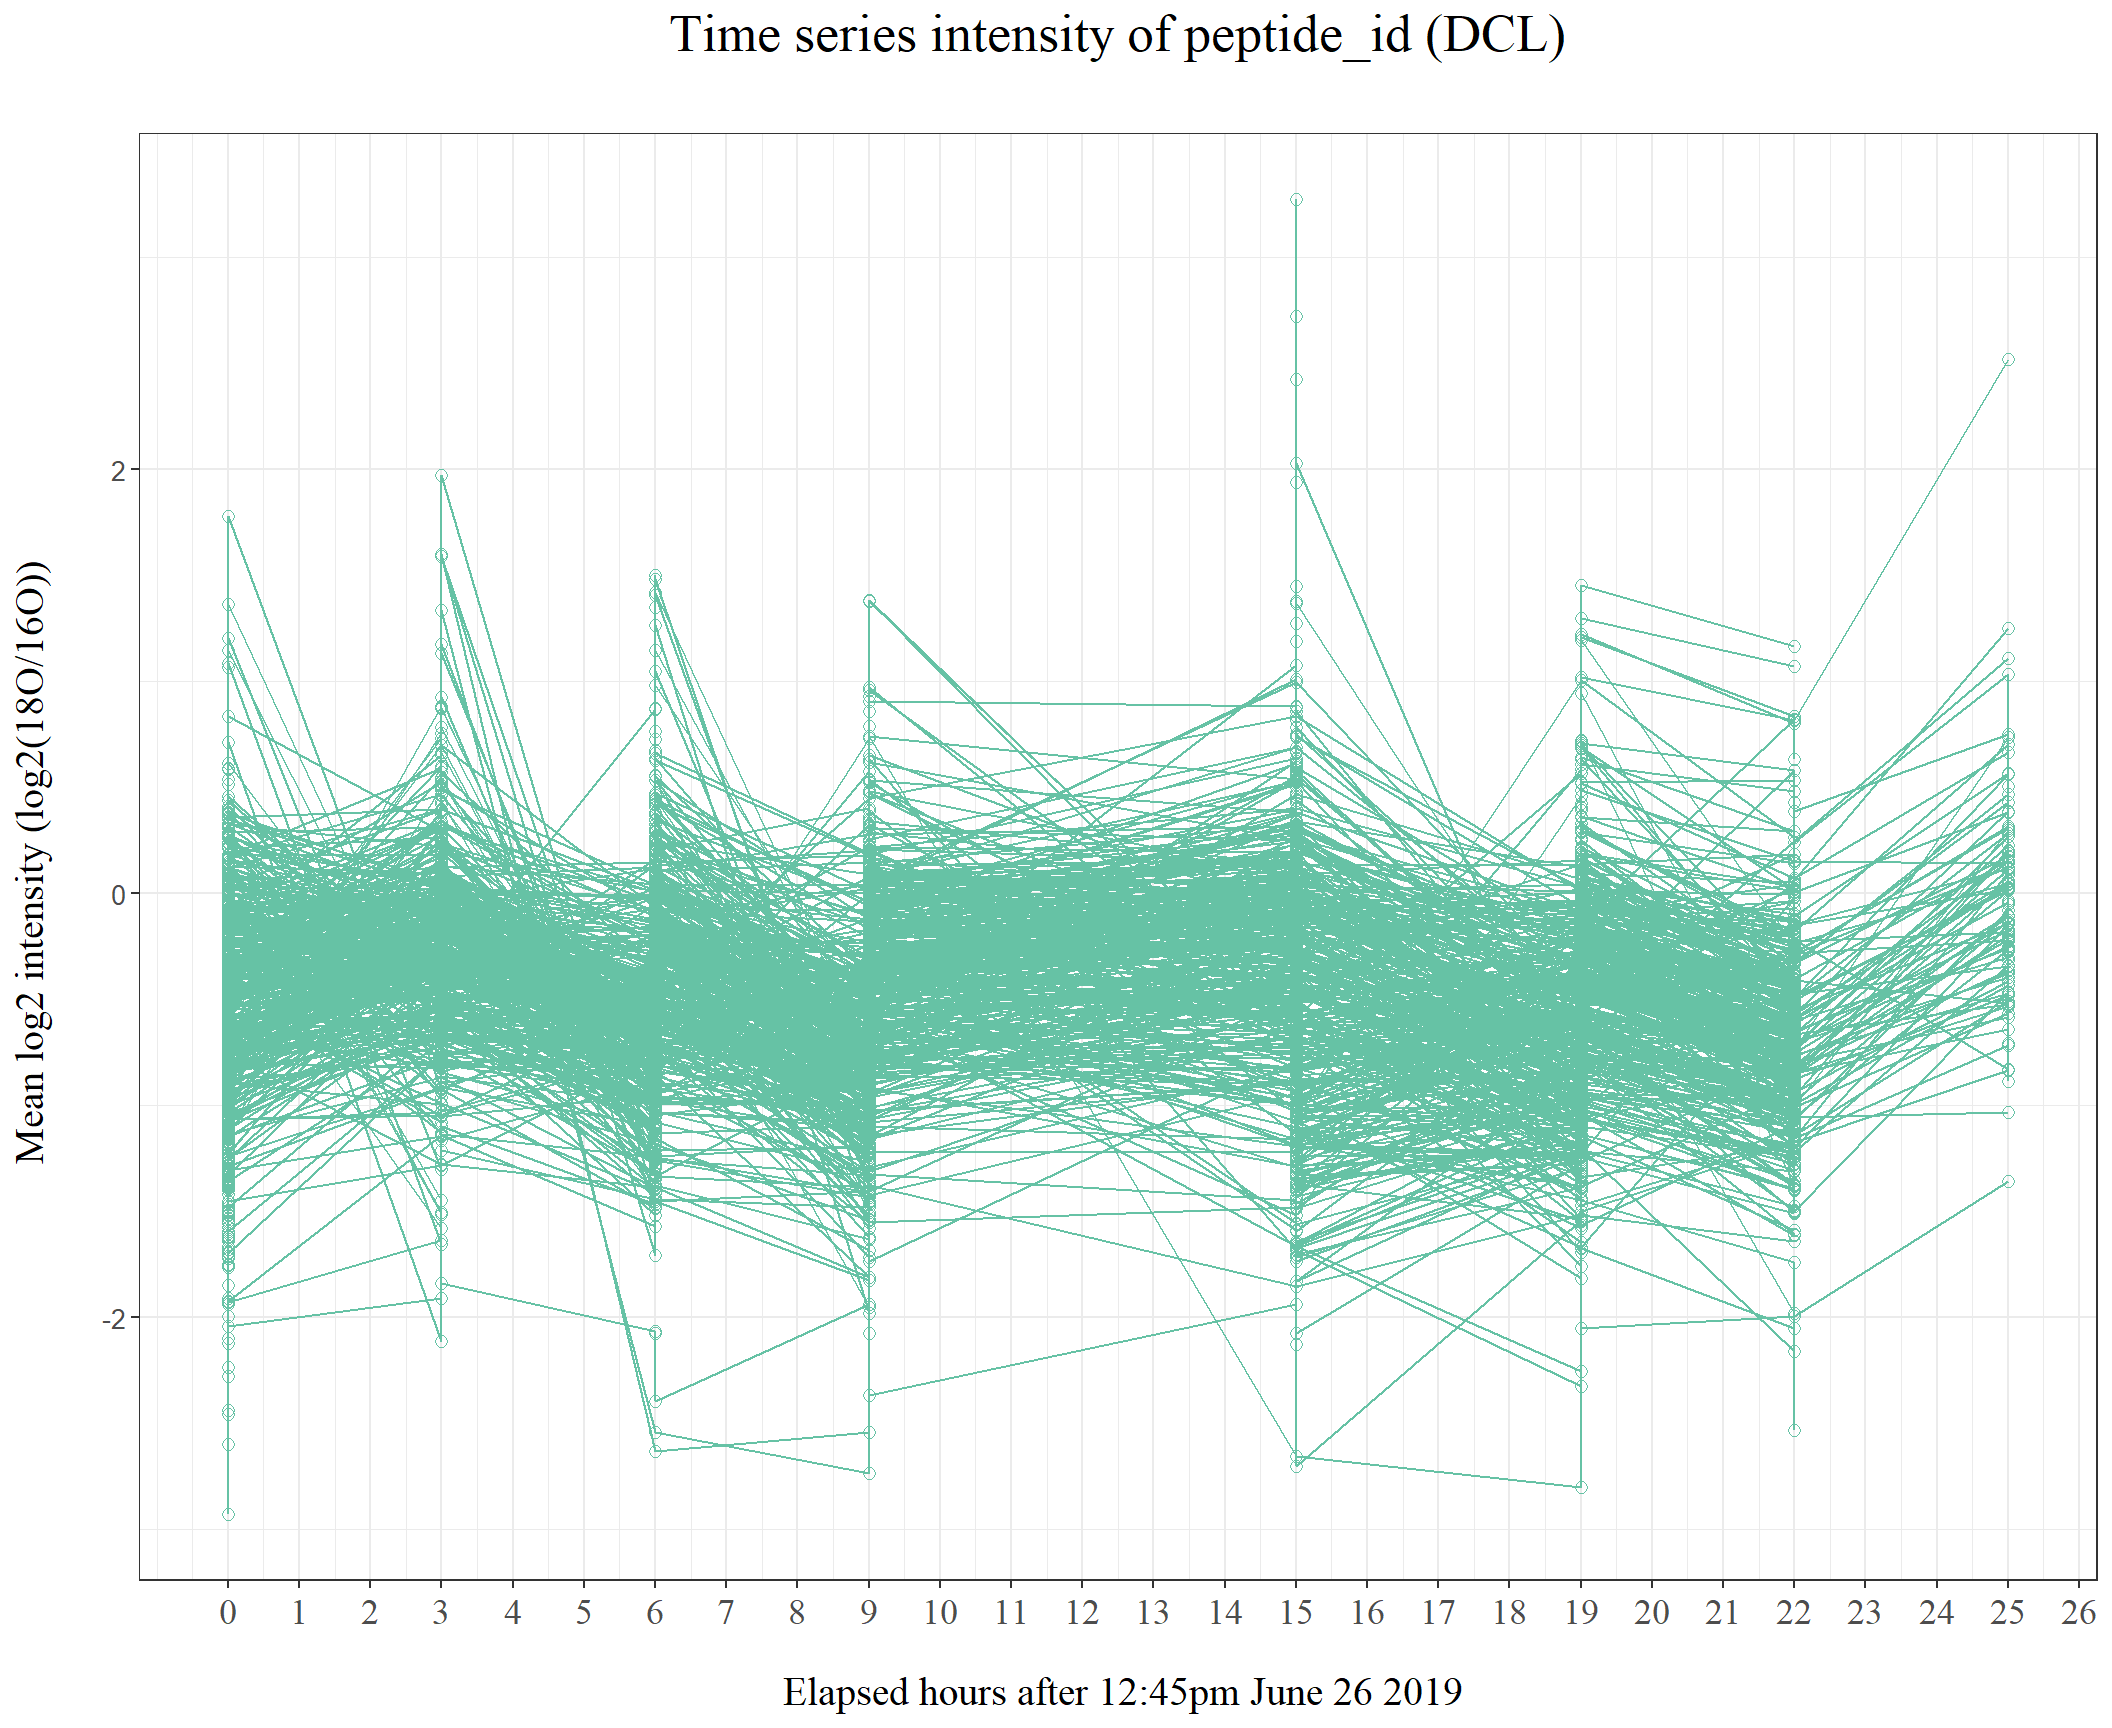 Time series intensity of peptide_id (DCL)
Mean log2 intensity (log2(18O/16O))
2
0
-2
0 1 2 3 4 5 6 7 8 9 10 11 12 13 14 15 16 17 18 19 20 21 22 23 24 25 26
Elapsed hours after 12:45pm June 26 2019